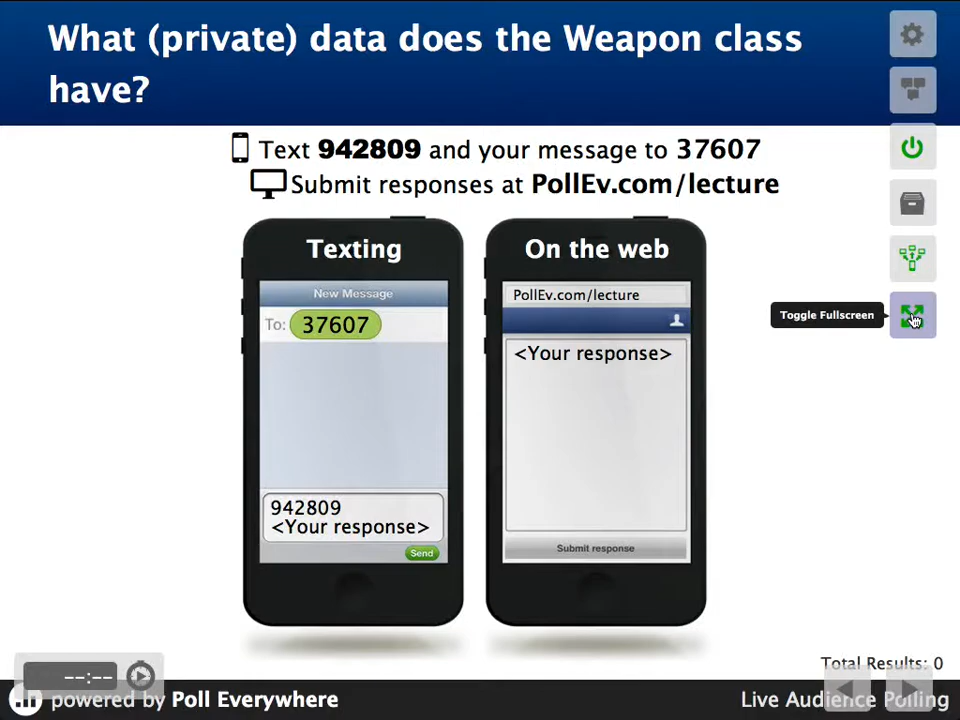 What (private) data does the Weapon class
have?
Text 942809 and your message to 37607
Submit responses at PollEv.com/lecture
Texting
New Message
To: 37607
942809
<Your response>
Send
On the web
PollEv.com/lecture
<Your response>
Submit response
Toggle Fullscreen
Total Results: 0
--:--
powered by Poll Everywhere
Live Audience Polling